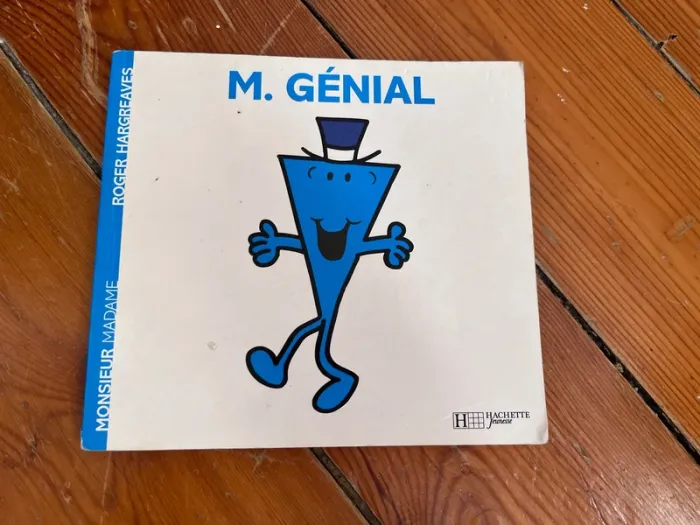 M. GÉNIAL
ROGER HARGREAVES
MONSIEUR MADAME
H HACHETTE
Jeunesse